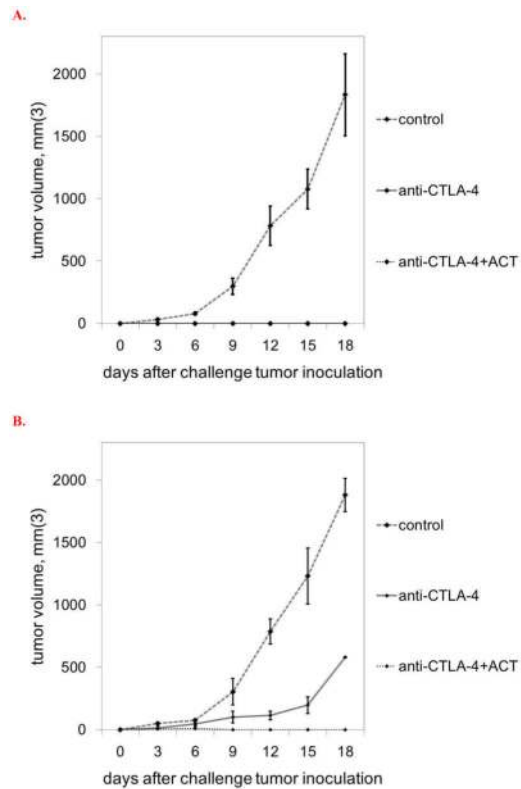 A.
2000
1500
1000
500
0
tumor volume, mm(3)
0 3 6 9 12 15 18
days after challenge tumor inoculation
control
anti-CTLA-4
anti-CTLA-4+ACT
B.
2000
1500
1000
500
0
tumor volume, mm(3)
0 3 6 9 12 15 18
days after challenge tumor inoculation
control
anti-CTLA-4
anti-CTLA-4+ACT